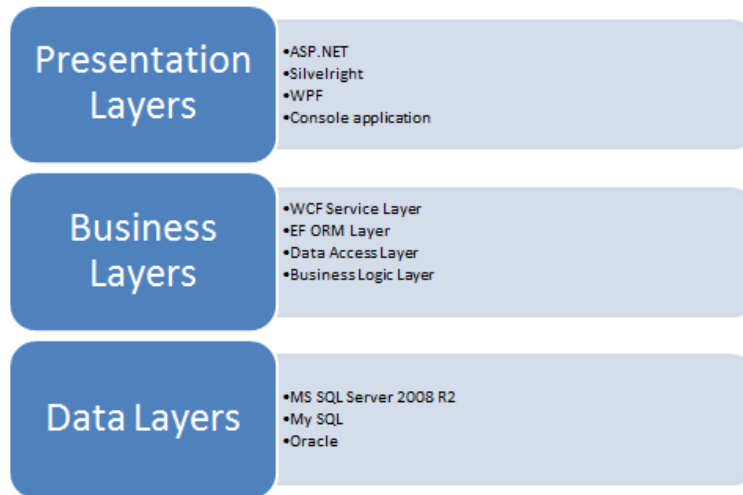 Presentation
Layers
•ASP.NET
•Silvelright
•WPF
•Console application
Business
Layers
•WCF Service Layer
•EF ORM Layer
•Data Access Layer
•Business Logic Layer
Data Layers
•MS SQL Server 2008 R2
•My SQL
•Oracle